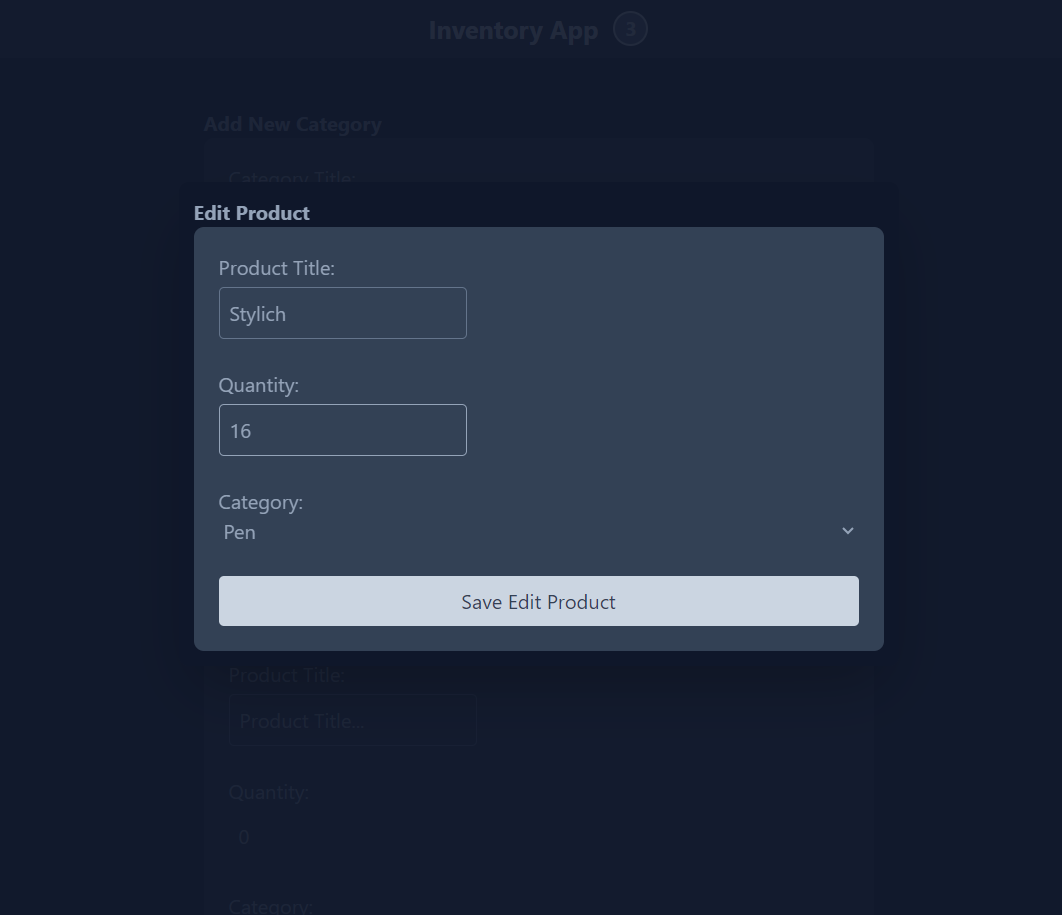 Inventory App 3
Add New Category
Category Title:
Edit Product
Product Title:
Stylich
Quantity:
16
Category:
Pen
Save Edit Product
Product Title:
Product Title...
Quantity:
0
Category: